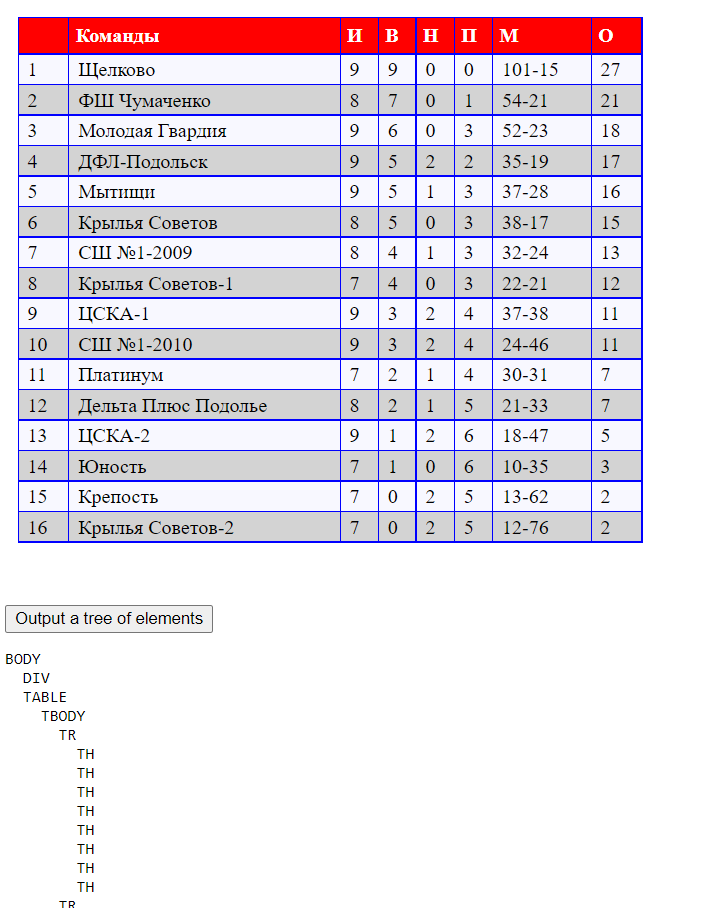 Команды И В Н П М О
1 Щелково 9 9 0 0 101-15 27
2 ФШ Чумаченко 8 7 0 1 54-21 21
3 Молодая Гвардия 9 6 0 3 52-23 18
4 ДФЛ-Подольск 9 5 2 2 35-19 17
5 Мытищи 9 5 1 3 37-28 16
6 Крылья Советов 8 5 0 3 38-17 15
7 СШ №1-2009 8 4 1 3 32-24 13
8 Крылья Советов-1 7 4 0 3 22-21 12
9 ЦСКА-1 9 3 2 4 37-38 11
10 СШ №1-2010 9 3 2 4 24-46 11
11 Платинум 7 2 1 4 30-31 7
12 Дельта Плюс Подолье 8 2 1 5 21-33 7
13 ЦСКА-2 9 1 2 6 18-47 5
14 Юность 7 1 0 6 10-35 3
15 Крепость 7 0 2 5 13-62 2
16 Крылья Советов-2 7 0 2 5 12-76 2
Output a tree of elements
BODY
DIV
TABLE
TBODY
TR
TH
TH
TH
TH
TH
TH
TH
TH
TR